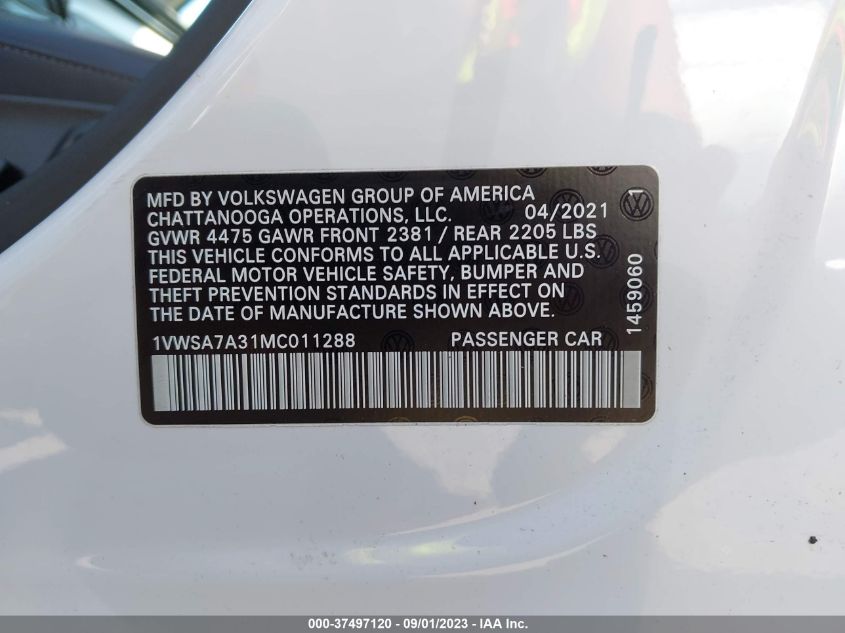 MFD BY VOLKSWAGEN GROUP OF AMERICA
CHATTANOOGA OPERATIONS, LLC. 04/2021
GVWR 4475 GAWR FRONT 2381 / REAR 2205 LBS
THIS VEHICLE CONFORMS TO ALL APPLICABLE U.S.
FEDERAL MOTOR VEHICLE SAFETY, BUMPER AND
THEFT PREVENTION STANDARDS IN EFFECT ON
THE DATE OF MANUFACTURE SHOWN ABOVE.
1VWSA7A31MC011288 PASSENGER CAR
1459060 1
000-37497120 - 09/01/2023 - IAA Inc.